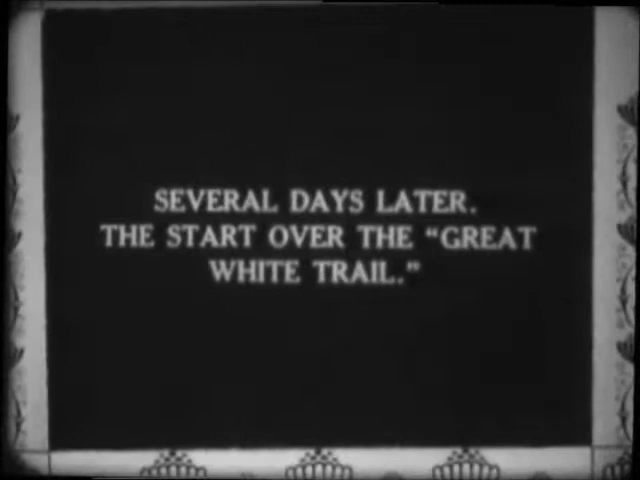 SEVERAL DAYS LATER.
THE START OVER THE “GREAT
WHITE TRAIL.”